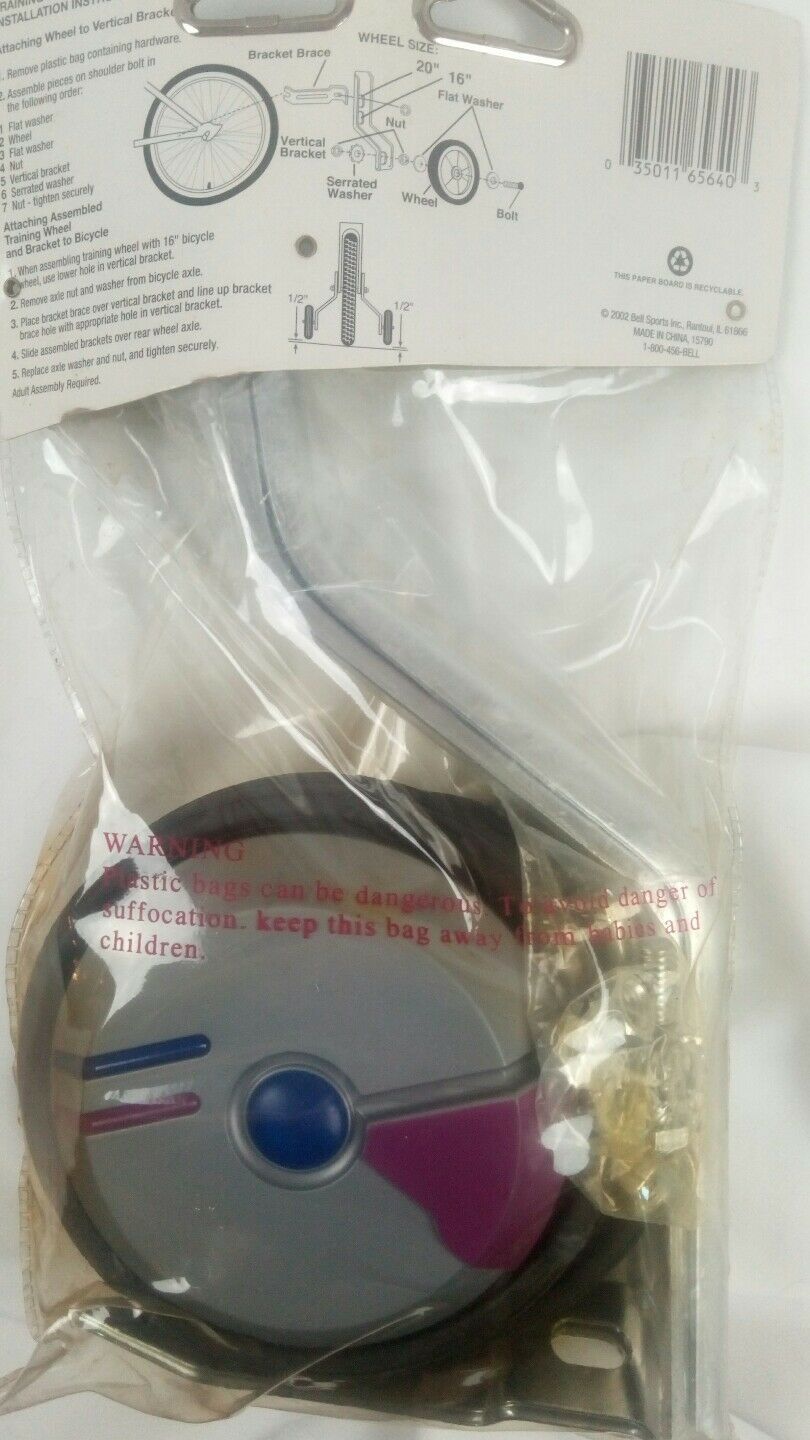 INSTALLATION
Attaching Wheel to Vertical
1. Remove plastic bag containing hardware.
2. Assemble pieces on shoulder bolt in
the following order:
1 Flat washer
2 Wheel
3 Flat washer
4 Nut
5 Vertical bracket
6 Serrated washer
7 Nut - tighten securely
Attaching Assembled
Training Wheel
and Bracket to Bicycle
1. When assembling training wheel with 16" bicycle
wheel, use lower hole in vertical bracket.
2. Remove axle nut and washer from bicycle axle.
3. Place bracket brace over vertical bracket and line up bracket
brace hole with appropriate hole in vertical bracket.
4. Slide assembled brackets over rear wheel axle.
5. Replace axle washer and nut, and tighten securely.
Adult Assembly Required.
WHEEL SIZE:
Bracket Brace
20"
16"
Flat Washer
Nut
Vertical
Bracket
Serrated
Washer
Wheel
Bolt
1/2"
1/2"
0 35011 65640 3
THIS PAPER BOARD IS RECYCLABLE.
© 2002 Bell Sports Inc., Rantoul, IL 61866
MADE IN CHINA, 15790
1-800-456-BELL
WARNING
Plastic bags can be dangerous. To avoid danger of
suffocation. keep this bag away from babies and
children.